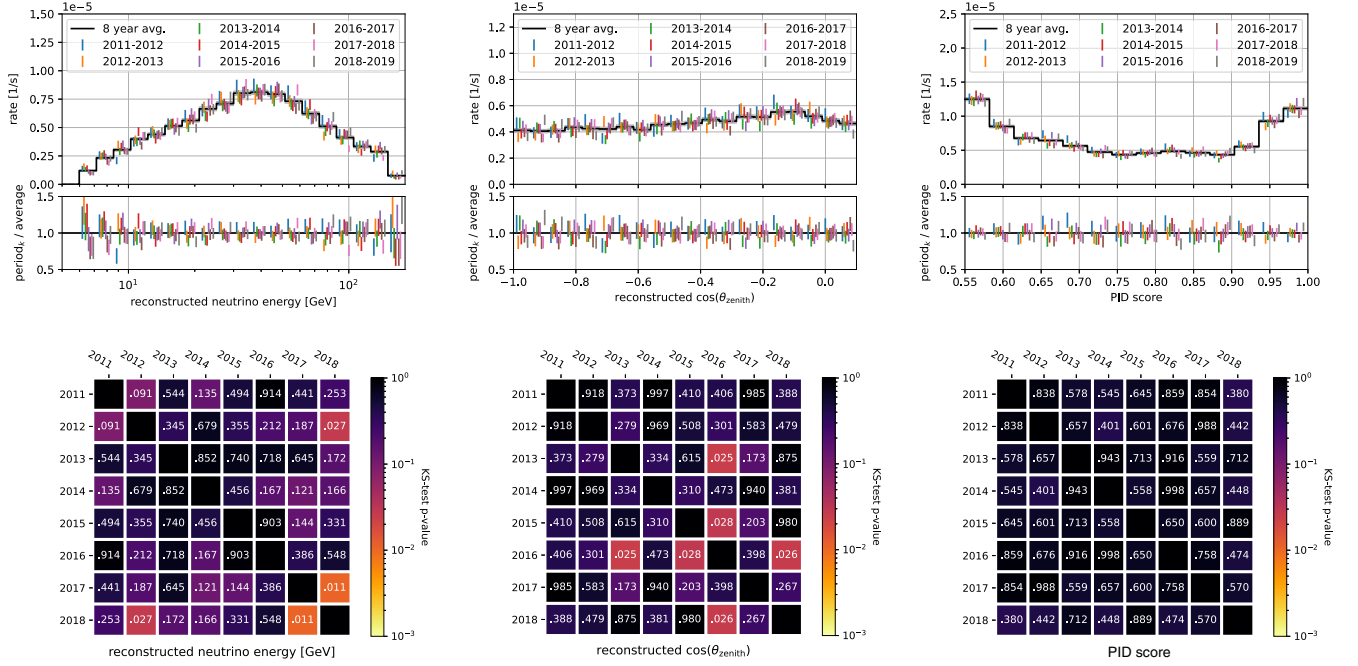 1e−5
1.50
1.25
1.00
0.75
0.50
0.25
0.00
rate [1/s]
8 year avg.
2011-2012
2012-2013
2013-2014
2014-2015
2015-2016
2016-2017
2017-2018
2018-2019
1.5
1.0
0.5
period_k / average
10¹
10²
reconstructed neutrino energy [GeV]
1e−5
1.2
1.0
0.8
0.6
0.4
0.2
0.0
rate [1/s]
8 year avg.
2011-2012
2012-2013
2013-2014
2014-2015
2015-2016
2016-2017
2017-2018
2018-2019
1.5
1.0
0.5
period_k / average
−1.0 −0.8 −0.6 −0.4 −0.2 0.0
reconstructed cos(θ_zenith)
1e−5
2.5
2.0
1.5
1.0
0.5
0.0
rate [1/s]
8 year avg.
2011-2012
2012-2013
2013-2014
2014-2015
2015-2016
2016-2017
2017-2018
2018-2019
1.5
1.0
0.5
period_k / average
0.55 0.60 0.65 0.70 0.75 0.80 0.85 0.90 0.95 1.00
PID score
2011 2012 2013 2014 2015 2016 2017 2018
2011 .091 .544 .135 .494 .914 .441 .253
2012 .091 .345 .679 .355 .212 .187 .027
2013 .544 .345 .852 .740 .718 .645 .172
2014 .135 .679 .852 .456 .167 .121 .166
2015 .494 .355 .740 .456 .903 .144 .331
2016 .914 .212 .718 .167 .903 .386 .548
2017 .441 .187 .645 .121 .144 .386 .011
2018 .253 .027 .172 .166 .331 .548 .011
reconstructed neutrino energy [GeV]
10⁰
10⁻¹
10⁻²
10⁻³
KS-test p-value
2011 2012 2013 2014 2015 2016 2017 2018
2011 .918 .373 .997 .410 .406 .985 .388
2012 .918 .279 .969 .508 .301 .583 .479
2013 .373 .279 .334 .615 .025 .173 .875
2014 .997 .969 .334 .310 .473 .940 .381
2015 .410 .508 .615 .310 .028 .203 .980
2016 .406 .301 .025 .473 .028 .398 .026
2017 .985 .583 .173 .940 .203 .398 .267
2018 .388 .479 .875 .381 .980 .026 .267
reconstructed cos(θ_zenith)
10⁰
10⁻¹
10⁻²
10⁻³
KS-test p-value
2011 2012 2013 2014 2015 2016 2017 2018
2011 .838 .578 .545 .645 .859 .854 .380
2012 .838 .657 .401 .601 .676 .988 .442
2013 .578 .657 .943 .713 .916 .559 .712
2014 .545 .401 .943 .558 .998 .657 .448
2015 .645 .601 .713 .558 .650 .600 .889
2016 .859 .676 .916 .998 .650 .758 .474
2017 .854 .988 .559 .657 .600 .758 .570
2018 .380 .442 .712 .448 .889 .474 .570
PID score
10⁰
10⁻¹
10⁻²
10⁻³
KS-test p-value